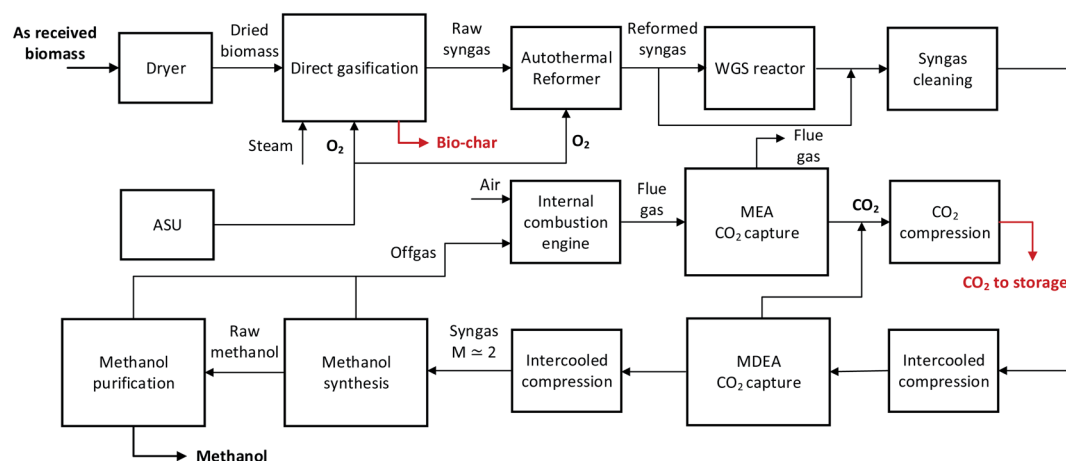 As received
biomass
Dryer
Dried
biomass
Direct gasification
Raw
syngas
Autothermal
Reformer
Reformed
syngas
WGS reactor
Syngas
cleaning
Steam
O₂
Bio-char
O₂
Flue
gas
ASU
Air
Internal
combustion
engine
Flue
gas
MEA
CO₂ capture
CO₂
CO₂
compression
Offgas
CO₂ to storage
Methanol
purification
Raw
methanol
Methanol
synthesis
Syngas
M ≃ 2
Intercooled
compression
MDEA
CO₂ capture
Intercooled
compression
Methanol